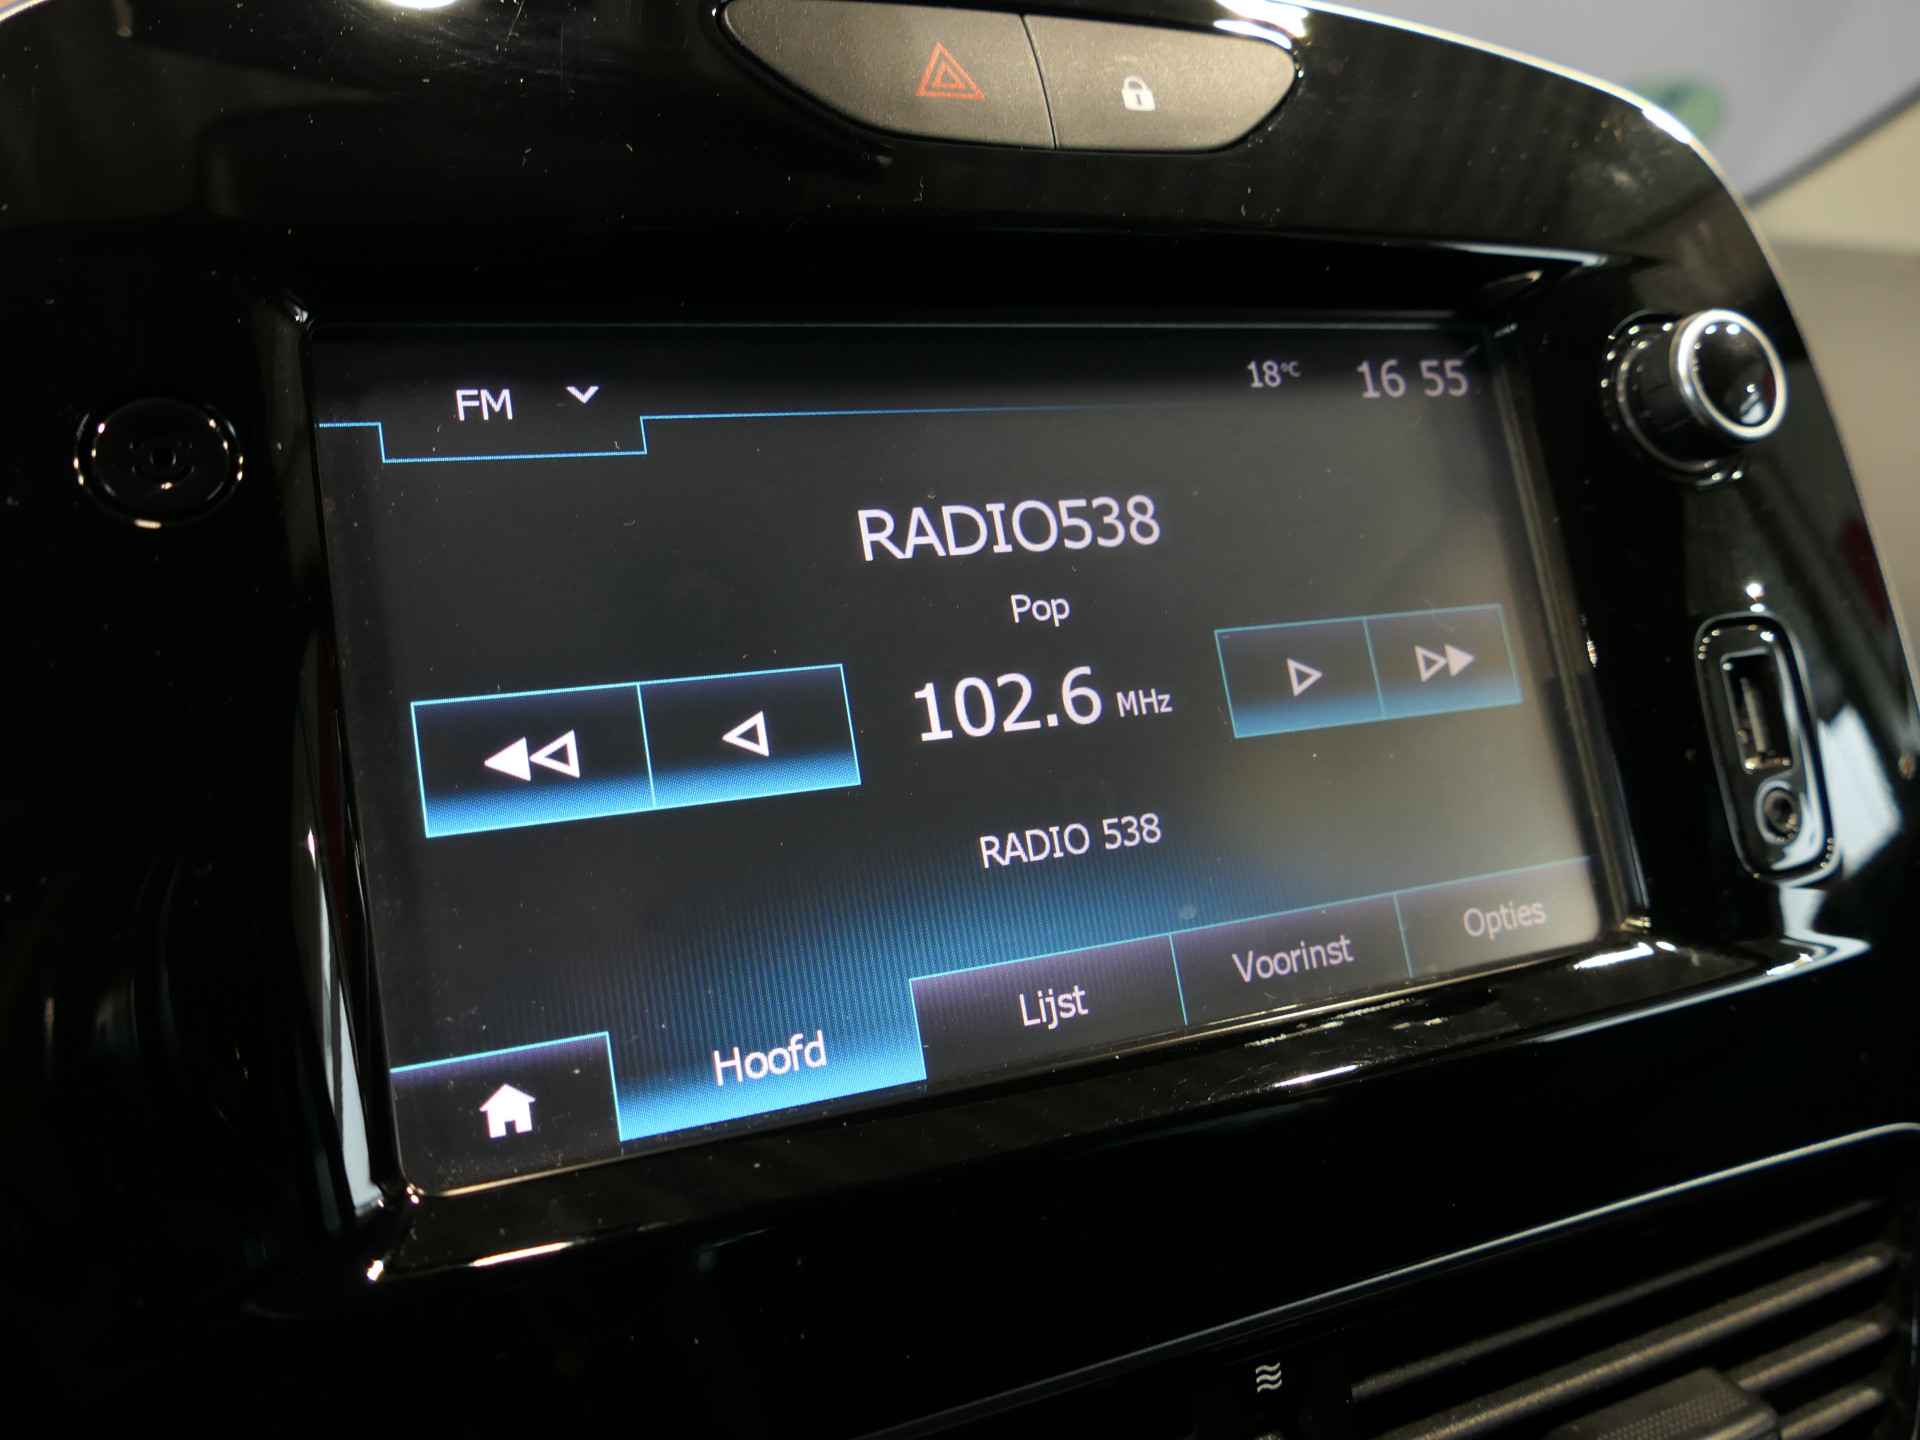 FM
18°C 16 55
RADIO538
Pop
102.6 MHz
RADIO 538
Hoofd Lijst Voorinst Opties